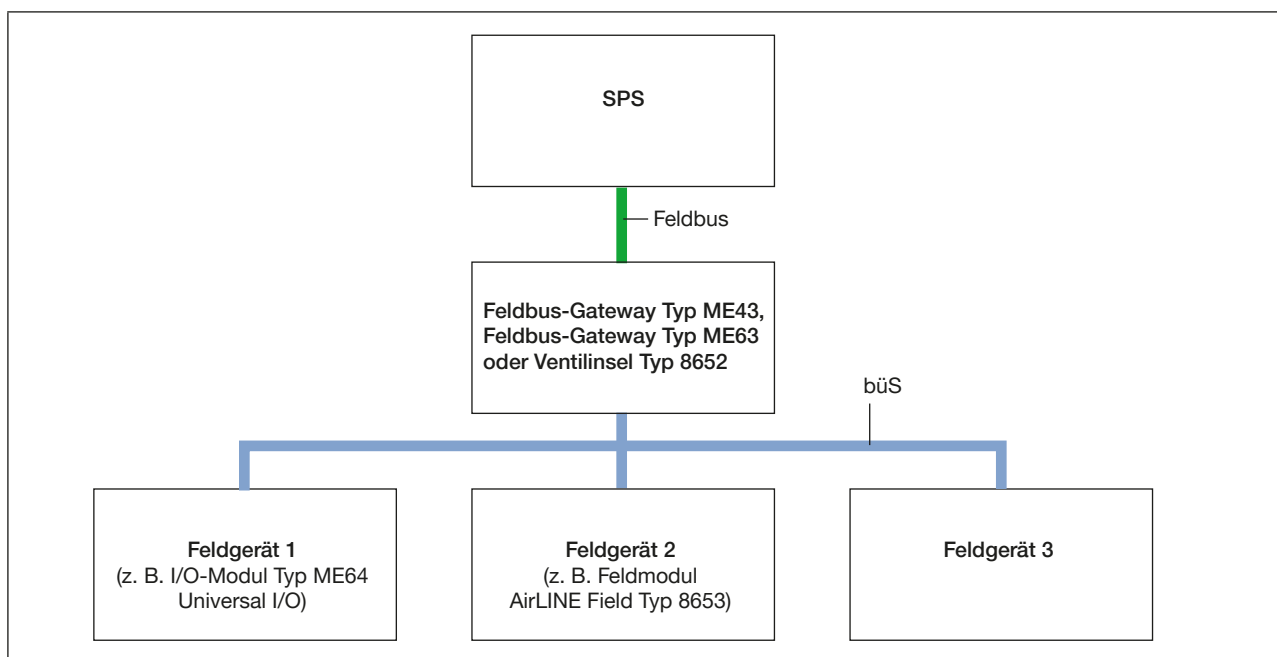 SPS
Feldbus
Feldbus-Gateway Typ ME43,
Feldbus-Gateway Typ ME63
oder Ventilinsel Typ 8652
büS
Feldgerät 1
(z. B. I/O-Modul Typ ME64
Universal I/O)
Feldgerät 2
(z. B. Feldmodul
AirLINE Field Typ 8653)
Feldgerät 3